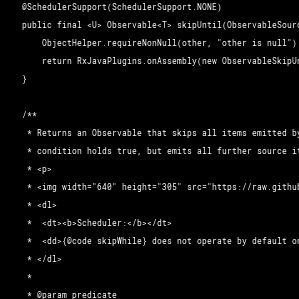 @SchedulerSupport(SchedulerSupport.NONE)
public final <U> Observable<T> skipUntil(ObservableSour
ObjectHelper.requireNonNull(other, "other is null")
return RxJavaPlugins.onAssembly(new ObservableSkipUn
}
/**
* Returns an Observable that skips all items emitted by
* condition holds true, but emits all further source it
* <p>
* <img width="640" height="305" src="https://raw.github
* <dl>
*  <dt><b>Scheduler:</b></dt>
*  <dd>{@code skipWhile} does not operate by default on
* </dl>
*
* @param predicate